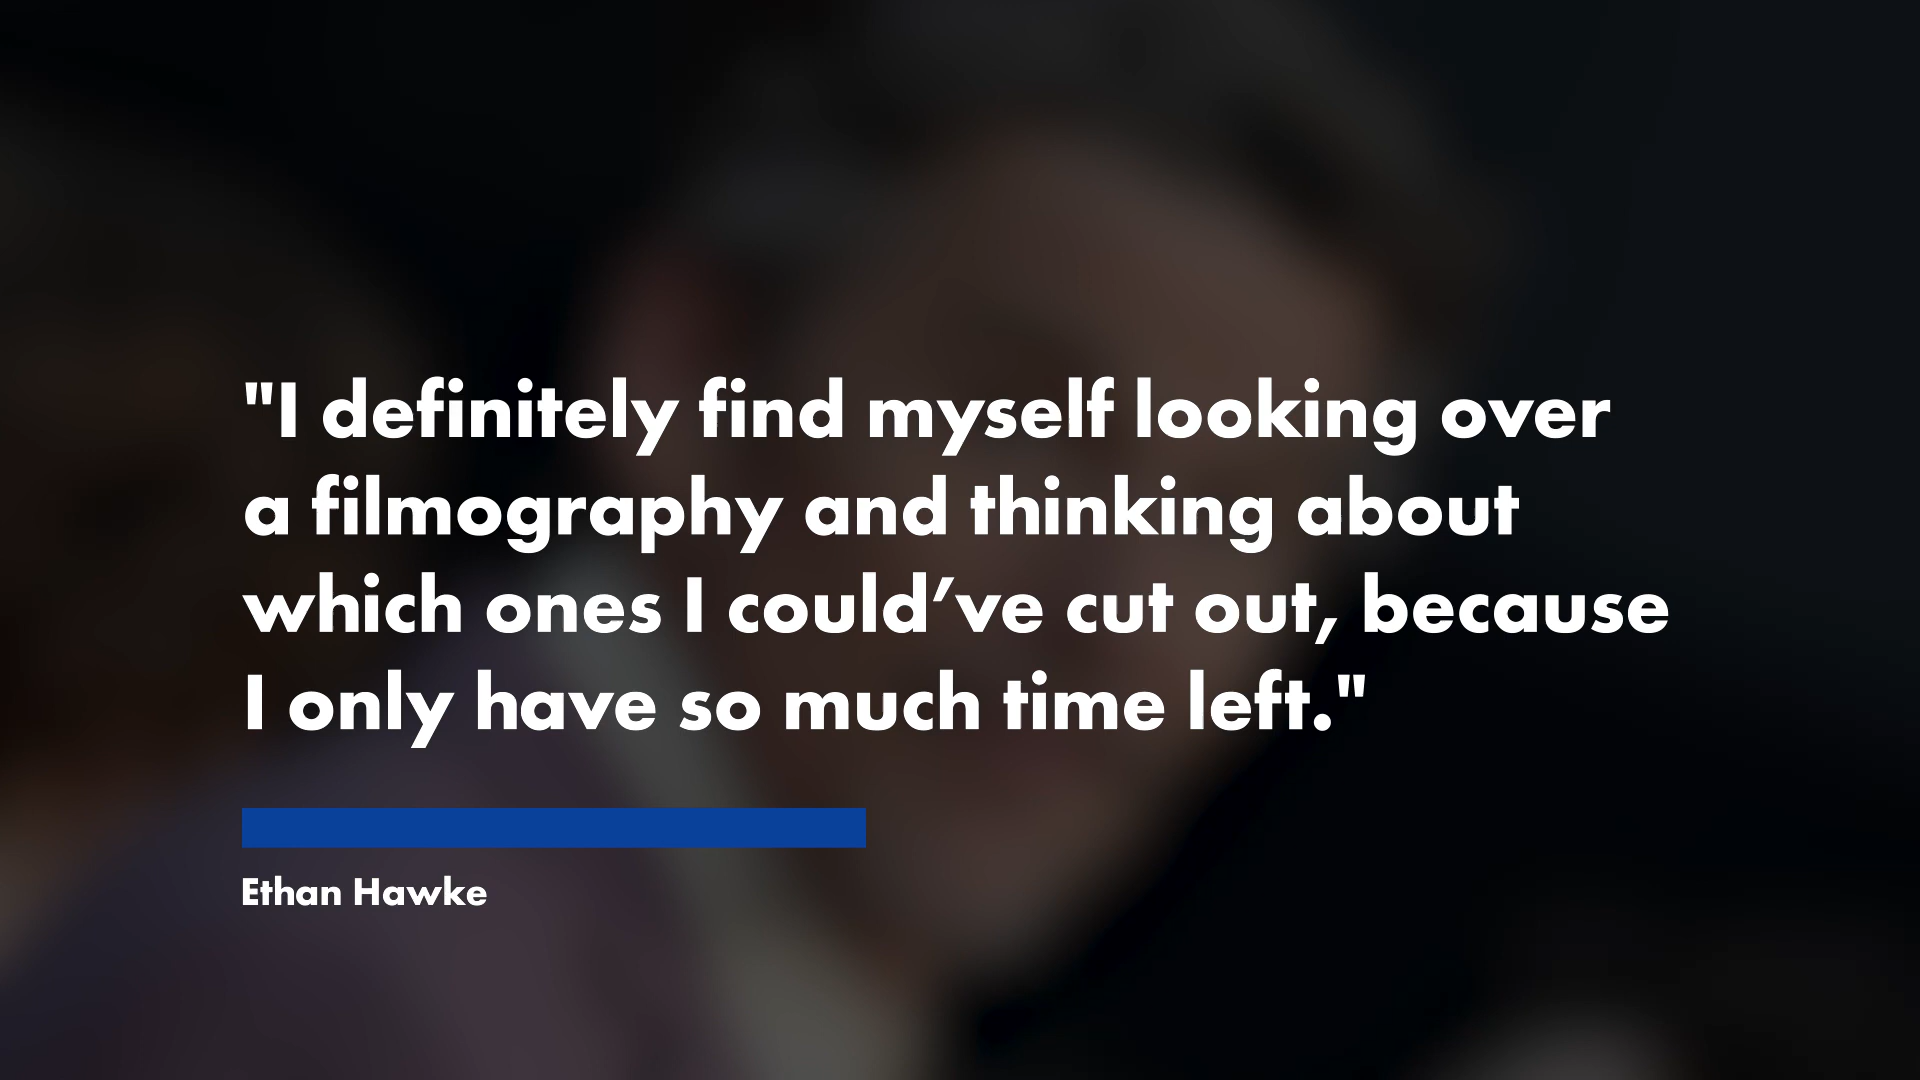 "I definitely find myself looking over
a filmography and thinking about
which ones I could’ve cut out, because
I only have so much time left."
Ethan Hawke